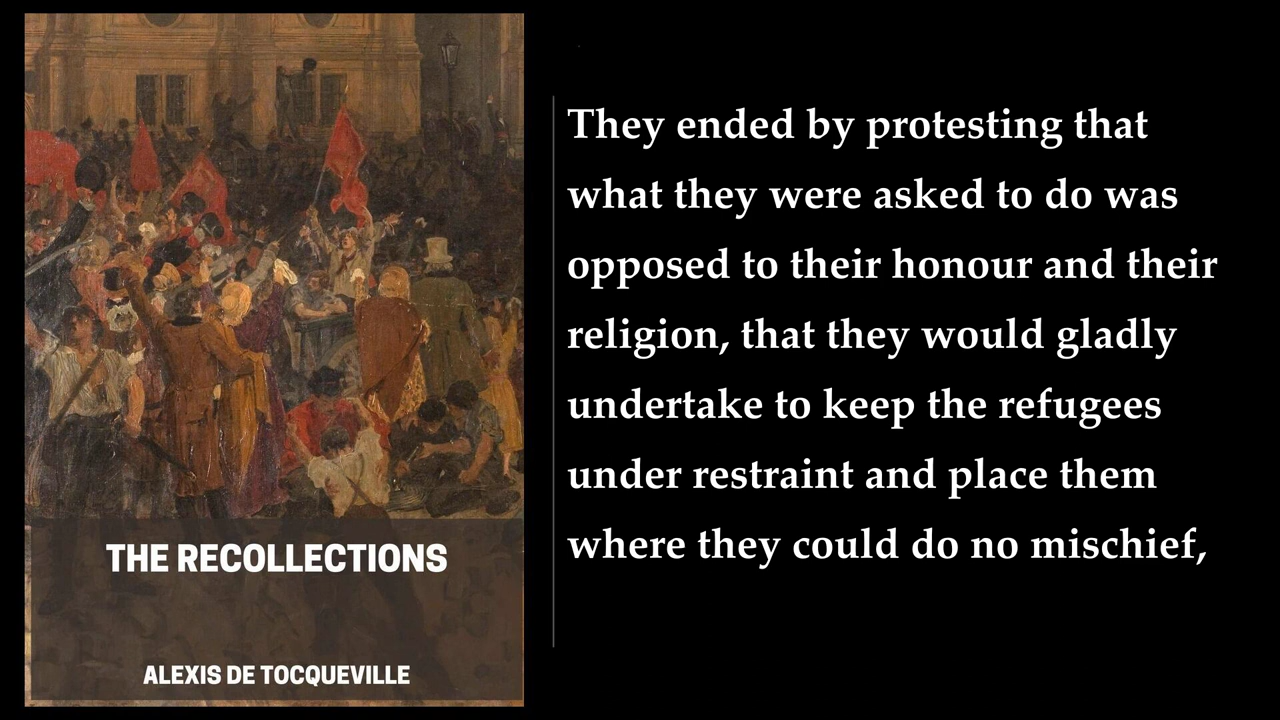 THE RECOLLECTIONS
ALEXIS DE TOCQUEVILLE
They ended by protesting that
what they were asked to do was
opposed to their honour and their
religion, that they would gladly
undertake to keep the refugees
under restraint and place them
where they could do no mischief,